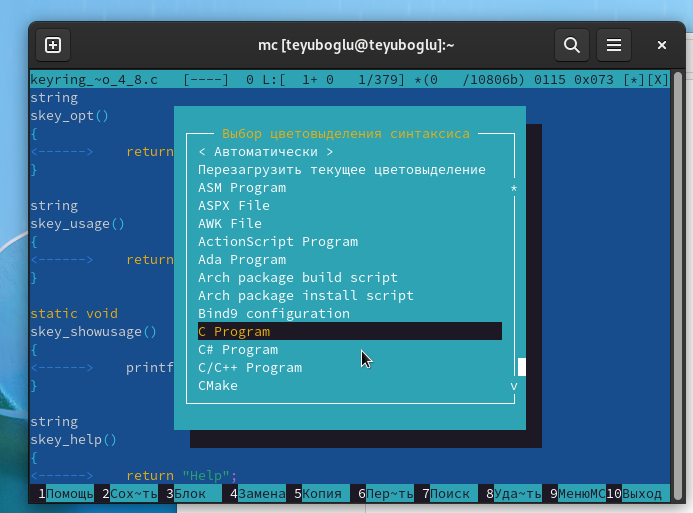 mc [teyuboglu@teyuboglu]:~
keyring_~o_4_8.c [----] 0 L:[ 1+ 0 1/379] *(0 /10806b) 0115 0x073 [*][X]
string
skey_opt()
{
<------> return
}
string
skey_usage()
{
<------> return
}
static void
skey_showusage()
{
<------> printf
}
string
skey_help()
{
<------> return "Help";
Выбор цветовыделения синтаксиса
< Автоматически >
Перезагрузить текущее цветовыделение
ASM Program
ASPX File
AWK File
ActionScript Program
Ada Program
Arch package build script
Arch package install script
Bind9 configuration
C Program
C# Program
C/C++ Program
CMake
1Помощь 2Сох~ть 3Блок 4Замена 5Копия 6Пер~ть 7Поиск 8Уда~ть 9МенюMC 10Выход